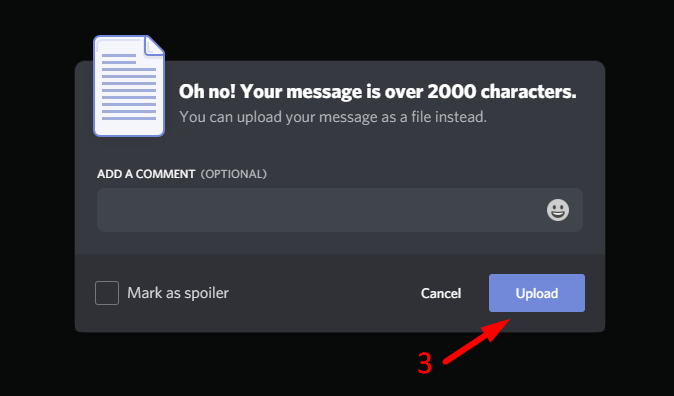 Oh no! Your message is over 2000 characters.
You can upload your message as a file instead.
ADD A COMMENT (OPTIONAL)
Mark as spoiler
Cancel
Upload
3